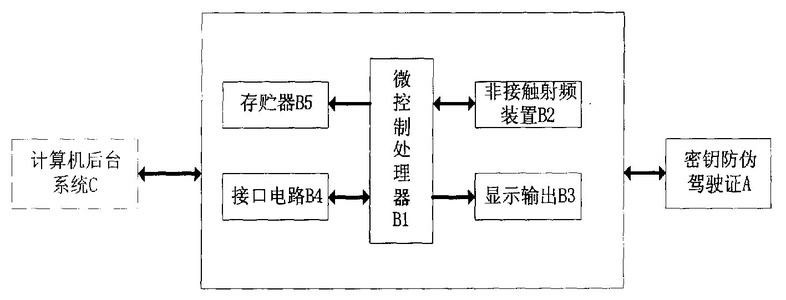 计算机后台
系统C
存贮器B5
接口电路B4
微控制处理器B1
非接触射频
装置B2
显示输出B3
密钥防伪
驾驶证A